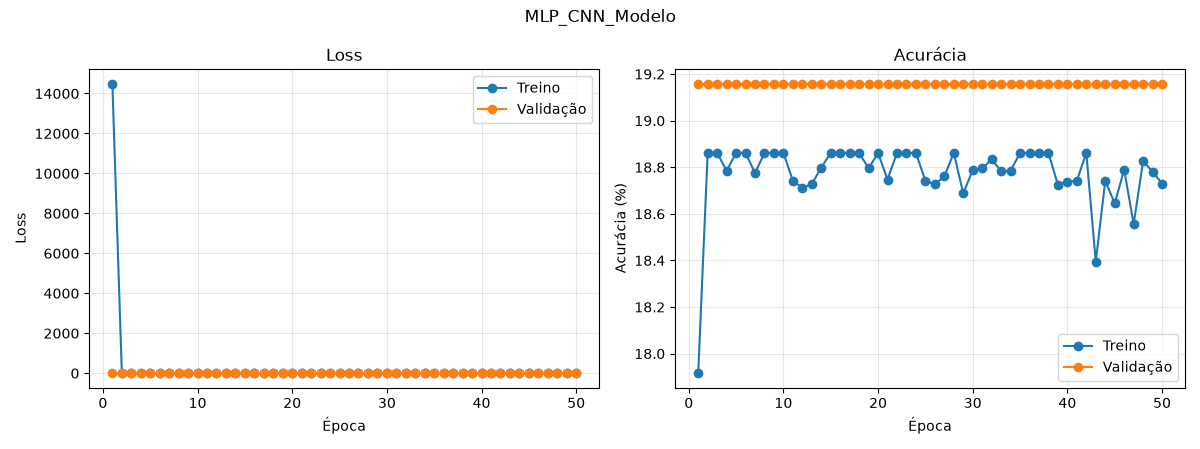 MLP_CNN_Modelo
Loss
14000
12000
10000
8000
6000
4000
2000
0
Loss
0
10
20
30
40
50
Época
Treino
Validação
Acurácia
19.2
19.0
18.8
18.6
18.4
18.2
18.0
Acurácia (%)
0
10
20
30
40
50
Época
Treino
Validação